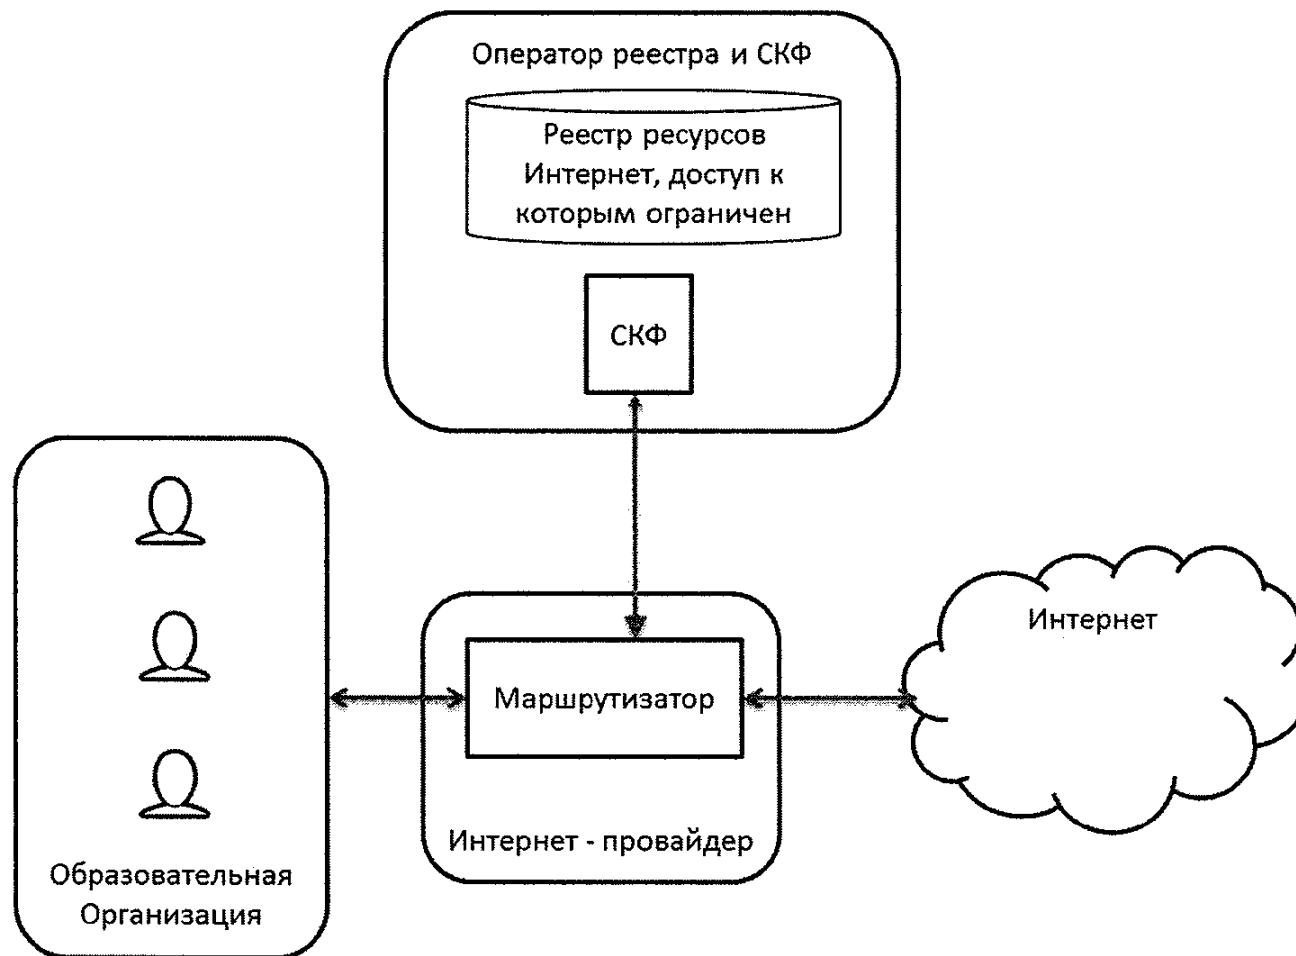 Оператор реестра и СКФ
Реестр ресурсов
Интернет, доступ к
которым ограничен
СКФ
Интернет
Маршрутизатор
Интернет - провайдер
Образовательная
Организация